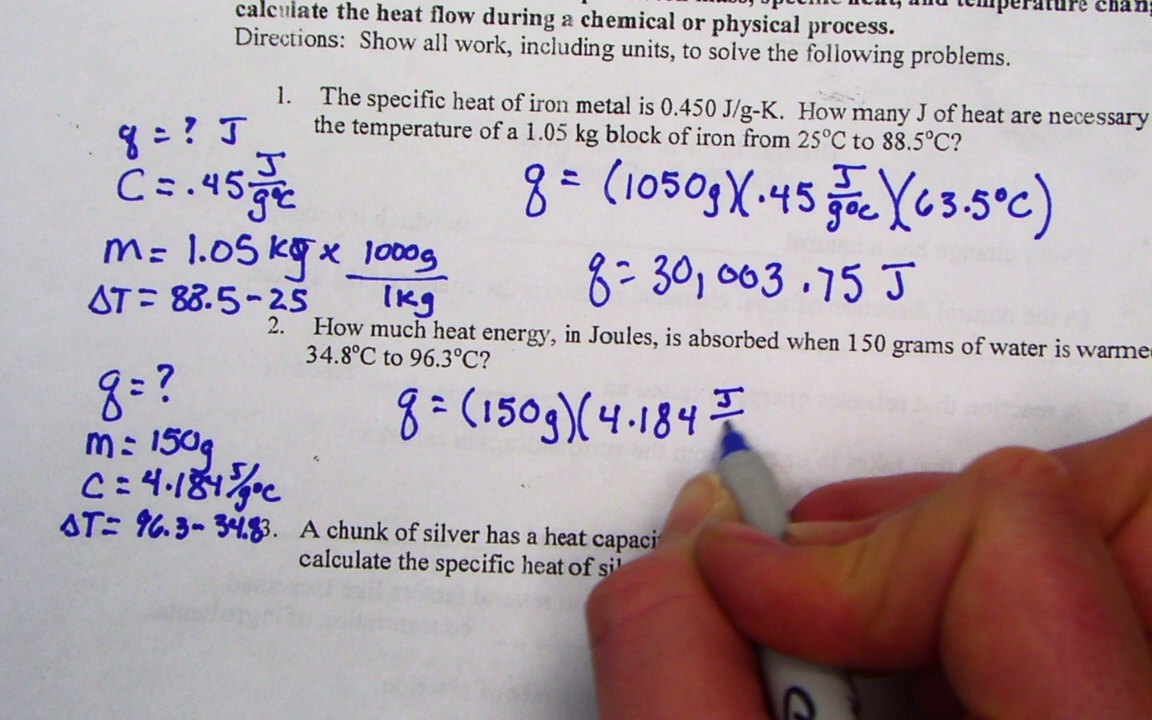 calculate the heat flow during a chemical or physical process.
Directions: Show all work, including units, to solve the following problems.
1. The specific heat of iron metal is 0.450 J/g-K. How many J of heat are necessary
the temperature of a 1.05 kg block of iron from 25°C to 88.5°C?
q = ? J
C = .45 J/g°C
m = 1.05 kg x 1000g / 1kg
ΔT = 88.5 - 25
q = (1050g)(.45 J/g°C)(63.5°C)
q = 30,003.75 J
2. How much heat energy, in Joules, is absorbed when 150 grams of water is warme
34.8°C to 96.3°C?
q = ?
m = 150g
C = 4.184 J/g°C
ΔT = 96.3 - 34.8
q = (150g)(4.184 J
3. A chunk of silver has a heat capaci
calculate the specific heat of sil